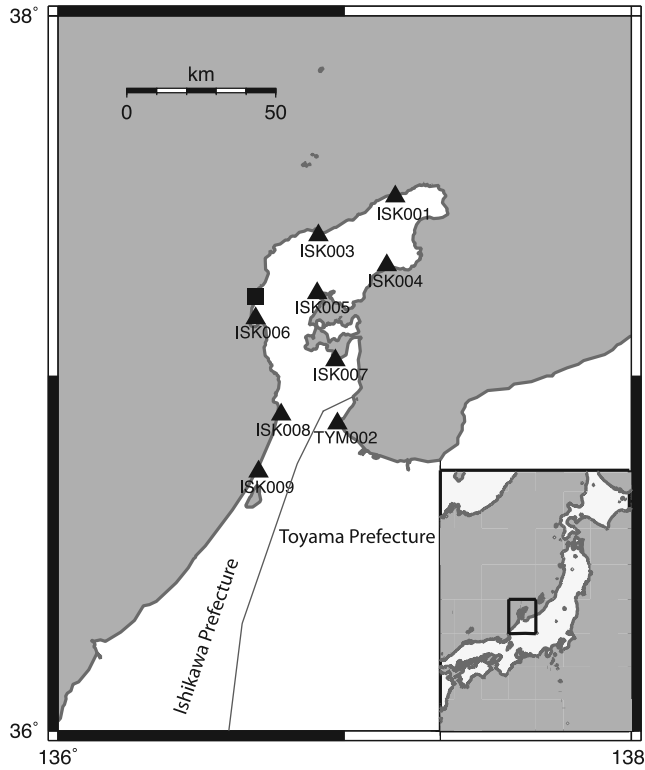 38°
km
0 50
ISK001
ISK003
ISK004
ISK005
ISK006
ISK007
ISK008
TYM002
ISK009
Toyama Prefecture
Ishikawa Prefecture
36°
136° 138